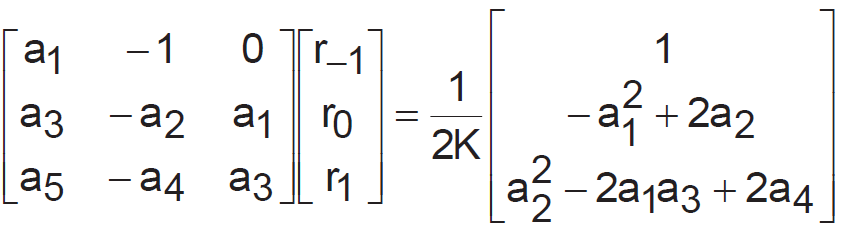 [a₁ −1 0] [r₋₁] = 1/2K [1]
[a₃ −a₂ a₁] [r₀] [−a₁² + 2a₂]
[a₅ −a₄ a₃] [r₁] [a₂² − 2a₁a₃ + 2a₄]